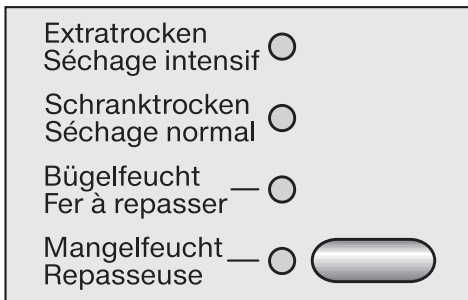 Extratrocken
Séchage intensif
Schranktrocken
Séchage normal
Bügelfeucht
Fer à repasser
Mangelfeucht
Repasseuse